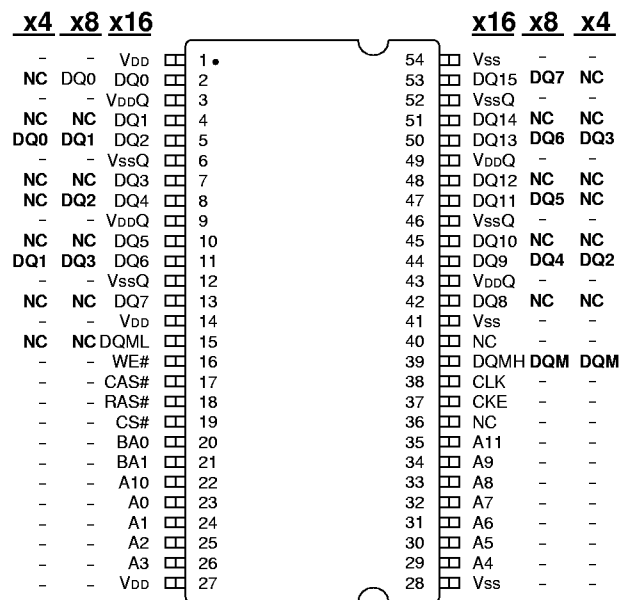 x4 x8 x16 x16 x8 x4
- - VDD 1 54 Vss - -
NC DQ0 DQ0 2 53 DQ15 DQ7 NC
- - VDDQ 3 52 VssQ - -
NC NC DQ1 4 51 DQ14 NC NC
DQ0 DQ1 DQ2 5 50 DQ13 DQ6 DQ3
- - VssQ 6 49 VDDQ - -
NC NC DQ3 7 48 DQ12 NC NC
NC DQ2 DQ4 8 47 DQ11 DQ5 NC
- - VDDQ 9 46 VssQ - -
NC NC DQ5 10 45 DQ10 NC NC
DQ1 DQ3 DQ6 11 44 DQ9 DQ4 DQ2
- - VssQ 12 43 VDDQ - -
NC NC DQ7 13 42 DQ8 NC NC
- - VDD 14 41 Vss - -
NC NC DQML 15 40 NC - -
- - WE# 16 39 DQMH DQM DQM
- - CAS# 17 38 CLK - -
- - RAS# 18 37 CKE - -
- - CS# 19 36 NC - -
- - BA0 20 35 A11 - -
- - BA1 21 34 A9 - -
- - A10 22 33 A8 - -
- - A0 23 32 A7 - -
- - A1 24 31 A6 - -
- - A2 25 30 A5 - -
- - A3 26 29 A4 - -
- - VDD 27 28 Vss - -